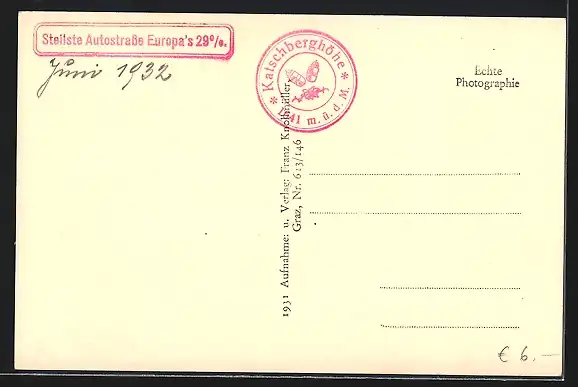 Steilste Autostraße Europa's 29%.
Juni 1932
* Katschberghöhe *
1641 m. ü. d. M.
Echte
Photographie
1931 Aufnahme: u. Verlag: Franz Knollmüller,
Graz, Nr. 613/146
€ 6.-